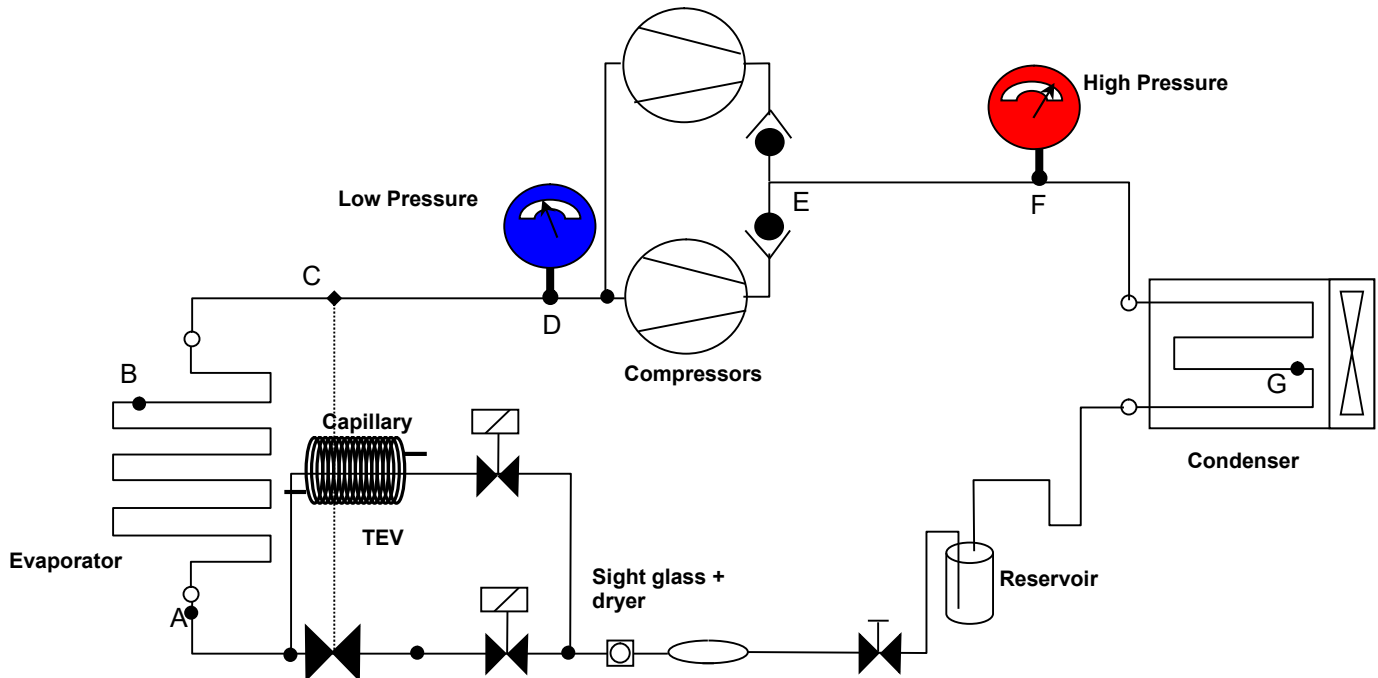 High Pressure
Low Pressure
E
F
C
D
Compressors
B
G
Capillary
Condenser
TEV
Evaporator
Sight glass +
dryer
Reservoir
A